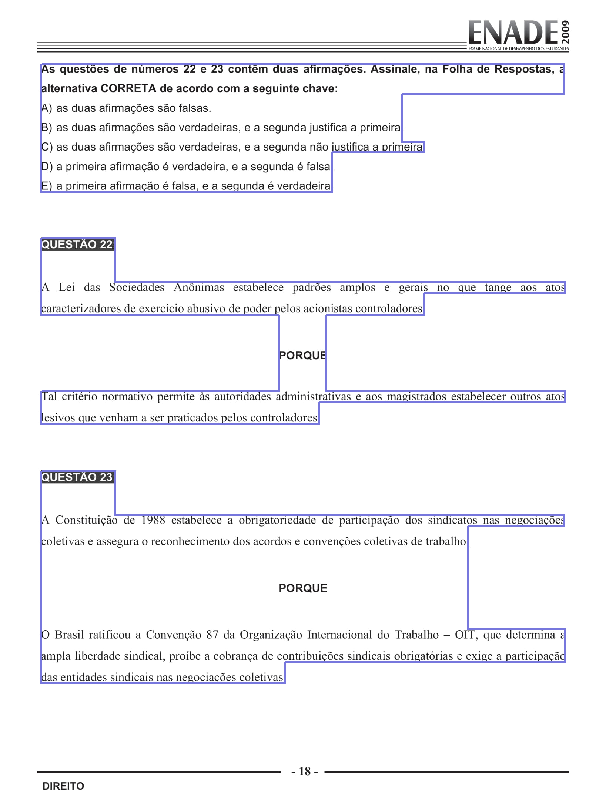 ENADE 2009
EXAME NACIONAL DE DESEMPENHO DOS ESTUDANTES
As questões de números 22 e 23 contêm duas afirmações. Assinale, na Folha de Respostas, a
alternativa CORRETA de acordo com a seguinte chave:
A) as duas afirmações são falsas.
B) as duas afirmações são verdadeiras, e a segunda justifica a primeira.
C) as duas afirmações são verdadeiras, e a segunda não justifica a primeira.
D) a primeira afirmação é verdadeira, e a segunda é falsa.
E) a primeira afirmação é falsa, e a segunda é verdadeira.
QUESTÃO 22
A Lei das Sociedades Anônimas estabelece padrões amplos e gerais no que tange aos atos
caracterizadores de exercício abusivo de poder pelos acionistas controladores.
PORQUE
Tal critério normativo permite às autoridades administrativas e aos magistrados estabelecer outros atos
lesivos que venham a ser praticados pelos controladores.
QUESTÃO 23
A Constituição de 1988 estabelece a obrigatoriedade de participação dos sindicatos nas negociações
coletivas e assegura o reconhecimento dos acordos e convenções coletivas de trabalho.
PORQUE
O Brasil ratificou a Convenção 87 da Organização Internacional do Trabalho – OIT, que determina a
ampla liberdade sindical, proíbe a cobrança de contribuições sindicais obrigatórias e exige a participação
das entidades sindicais nas negociações coletivas.
- 18 -
DIREITO